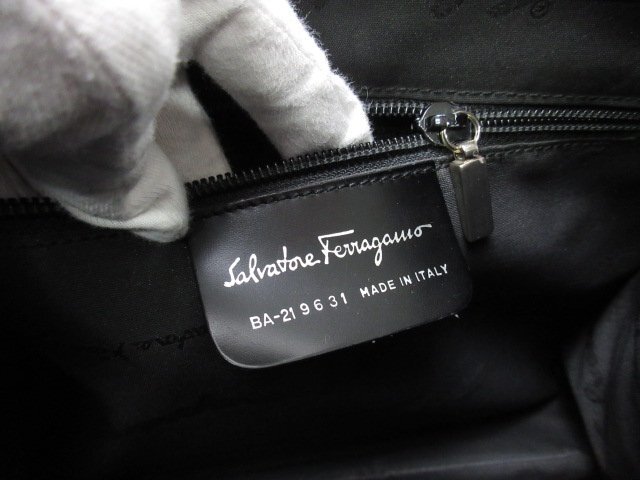 Salvatore Ferragamo
BA-21 9631 MADE IN ITALY